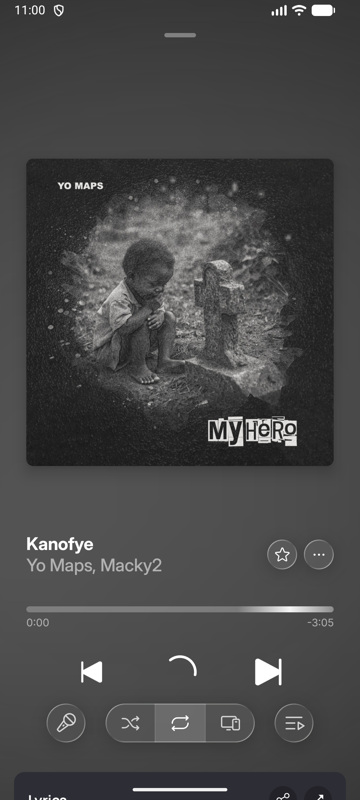 11:00
YO MAPS
MyHeRo
Kanofye
Yo Maps, Macky2
0:00
-3:05
Lyrics